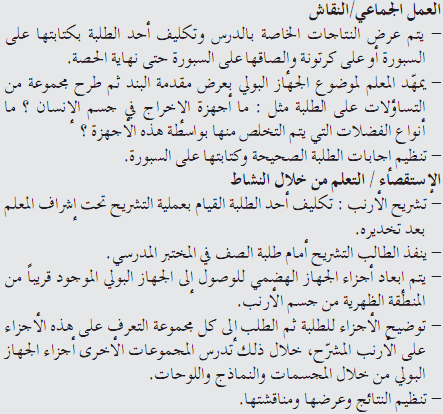 العمل الجماعي/النقاش
– يتم عرض النتاجات الخاصة بالدرس وتكليف أحد الطلبة بكتابتها على
السبورة أو على كرتونة والصاقها على السبورة حتى نهاية الحصة.
– يمهّد المعلم لموضوع الجهاز البولي بعرض مقدمة البند ثم طرح مجموعة من
التساؤلات على الطلبة مثل : ما أجهزة الإخراج في جسم الإنسان ؟ ما
أنواع الفضلات التي يتم التخلص منها بواسطة هذه الأجهزة ؟
– تنظيم اجابات الطلبة الصحيحة وكتابتها على السبورة.
الإستقصاء / التعلم من خلال النشاط
– تشريح الأرنب : تكليف أحد الطلبة القيام بعملية التشريح تحت إشراف المعلم
بعد تخديره.
– ينفذ الطالب التشريح أمام طلبة الصف في المختبر المدرسي.
– يتم ابعاد أجزاء الجهاز الهضمي للوصول إلى الجهاز البولي الموجود قريباً من
المنطقة الظهرية من جسم الأرنب.
– توضيح الأجزاء للطلبة ثم الطلب إلى كل مجموعة التعرف على هذه الأجزاء
على الأرنب المشرّح، خلال ذلك تدرس المجموعات الأخرى أجزاء الجهاز
البولي من خلال المجسمات والنماذج واللوحات.
– تنظيم النتائج وعرضها ومناقشتها.